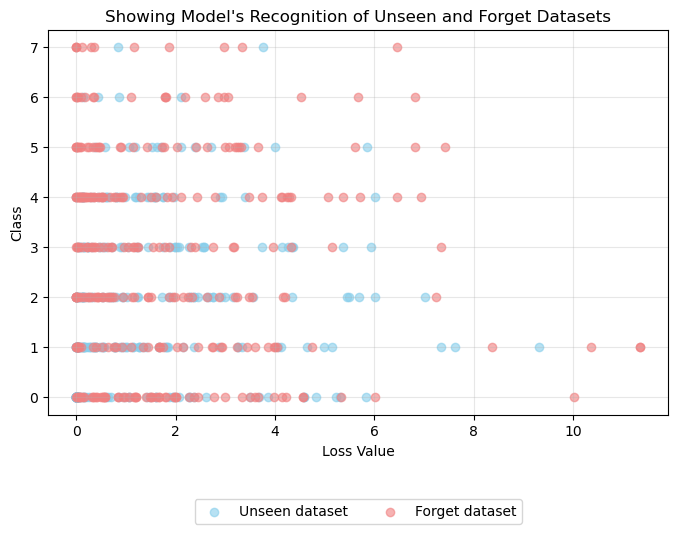 Showing Model's Recognition of Unseen and Forget Datasets
Class
7
6
5
4
3
2
1
0
0 2 4 6 8 10
Loss Value
Unseen dataset Forget dataset